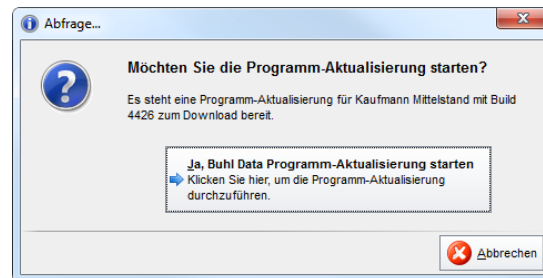 Abfrage...
Möchten Sie die Programm-Aktualisierung starten?
Es steht eine Programm-Aktualisierung für Kaufmann Mittelstand mit Build
4426 zum Download bereit.
Ja, Buhl Data Programm-Aktualisierung starten
Klicken Sie hier, um die Programm-Aktualisierung
durchzuführen.
Abbrechen